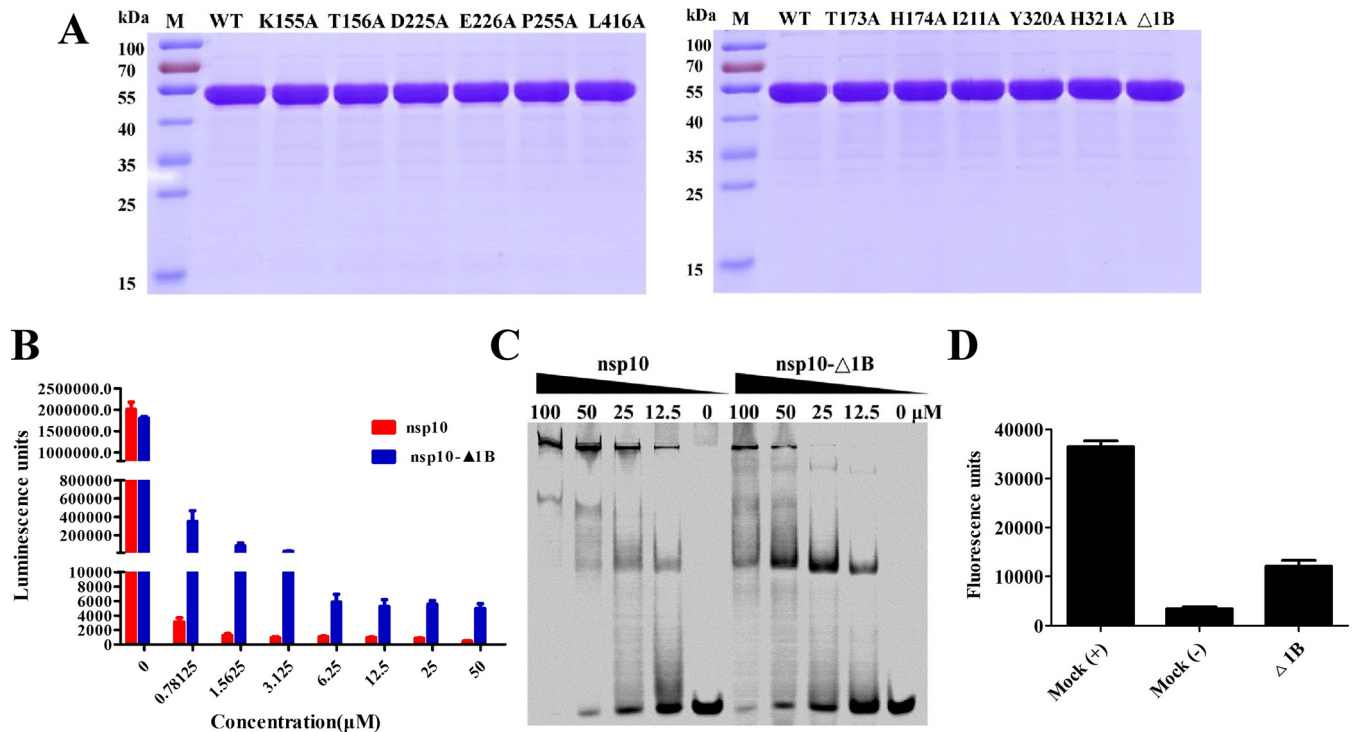 A
kDa M WT K155A T156A D225A E226A P255A L416A
100
70
55
40
35
25
15
kDa M WT T173A H174A I211A Y320A H321A △1B
100
70
55
40
35
25
15
B
Luminescence units
2500000.0
2000000.0
1500000.0
1000000.0
800000
600000
400000
200000
10000
8000
6000
4000
2000
0
nsp10
nsp10-▲1B
0 0.78125 1.5625 3.125 6.25 12.5 25 50
Concentration(μM)
C
nsp10 nsp10-△1B
100 50 25 12.5 0 100 50 25 12.5 0 μM
D
Fluorescence units
40000
30000
20000
10000
0
Mock (+) Mock (-) △ 1B